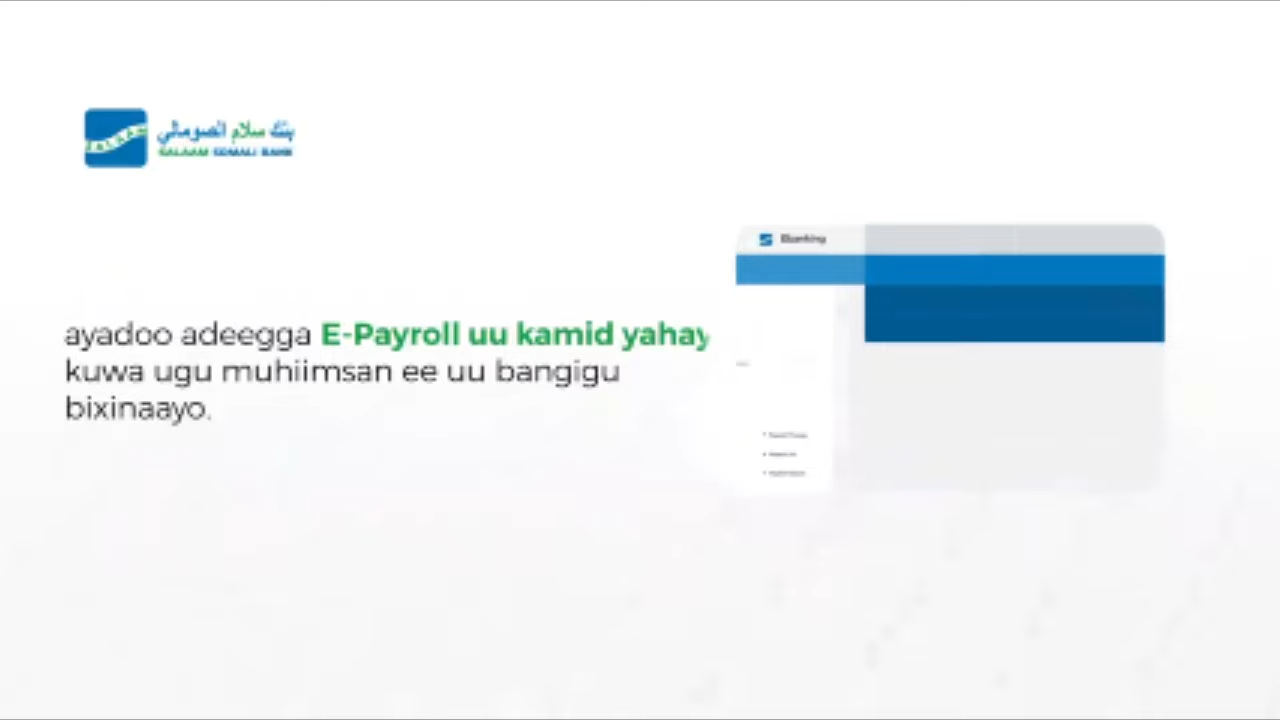 بنك سلام الصومالي
SALAAM SOMALI BANK
ayadoo adeegga E-Payroll uu kamid yahay
kuwa ugu muhiimsan ee uu bangigu
bixinaayo.